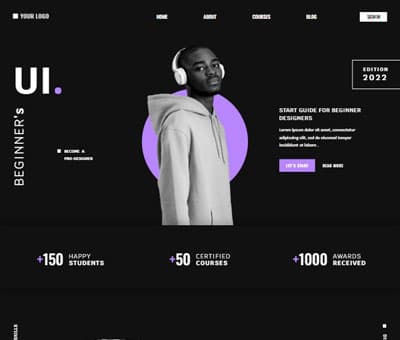 YOUR LOGO
HOME
ABOUT
COURSES
BLOG
SIGN IN
UI.
BEGINNER'S
BECOME A
PRO-DESIGNER
EDITION
2022
START GUIDE FOR BEGINNER
DESIGNERS
Lorem ipsum dolor sit amet, consectetur
adipiscing elit, sed do eiusmod tempor
incididunt ut labore .
LET'S START
READ MORE
+150 HAPPY
STUDENTS
+50 CERTIFIED
COURSES
+1000 AWARDS
RECEIVED